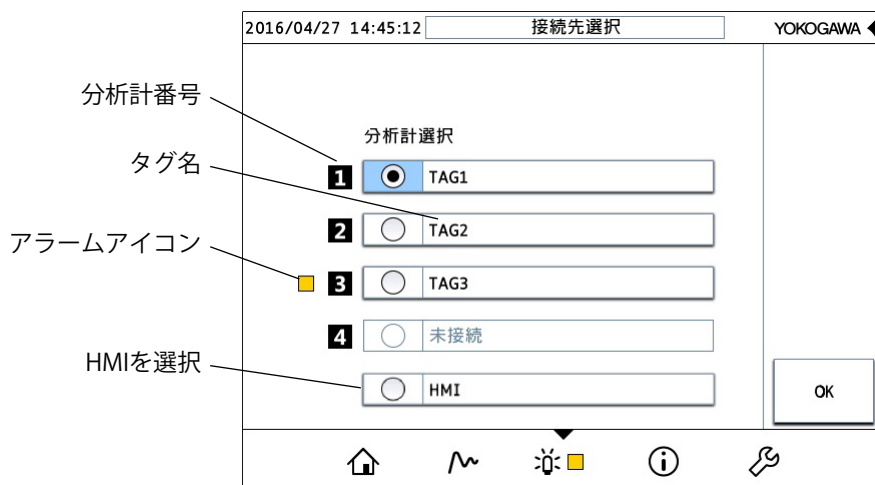 2016/04/27 14:45:12 接続先選択 YOKOGAWA
分析計番号
分析計選択
タグ名
1 TAG1
2 TAG2
アラームアイコン
3 TAG3
4 未接続
HMIを選択
HMI
OK